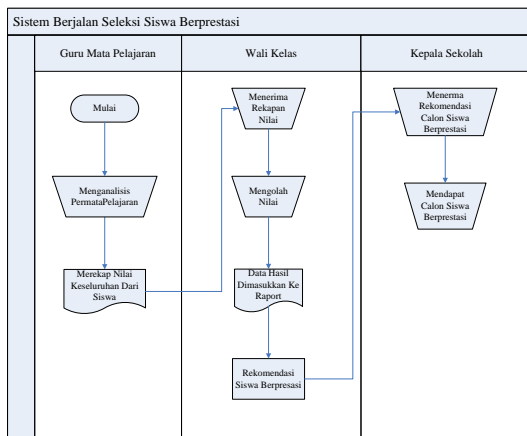 Sistem Berjalan Seleksi Siswa Berprestasi
Guru Mata Pelajaran
Wali Kelas
Kepala Sekolah
Mulai
Menganalisis
PermataPelajaran
Merekap Nilai
Keseluruhan Dari
Siswa
Menerima
Rekapan
Nilai
Mengolah
Nilai
Data Hasil
Dimasukkan Ke
Raport
Rekomendasi
Siswa Berpresasi
Menerma
Rekomendasi
Calon Siswa
Berprestasi
Mendapat
Calon Siswa
Berprestasi